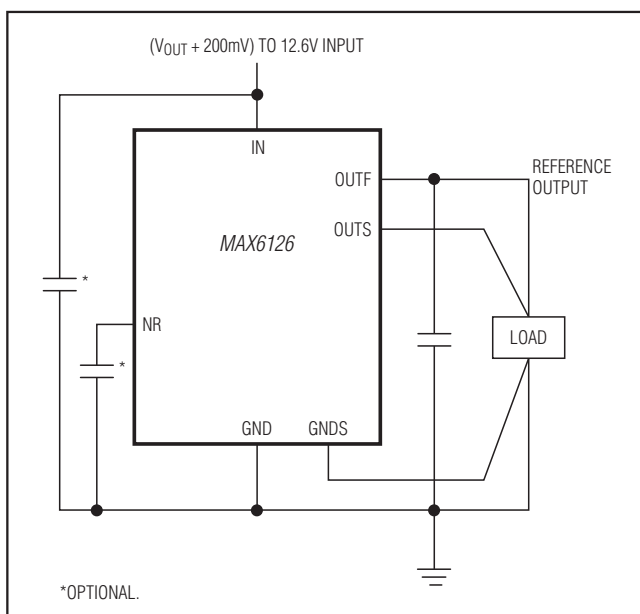 (VOUT + 200mV) TO 12.6V INPUT
IN
OUTF
REFERENCE
OUTPUT
OUTS
MAX6126
*
NR
LOAD
*
GND
GNDS
*OPTIONAL.